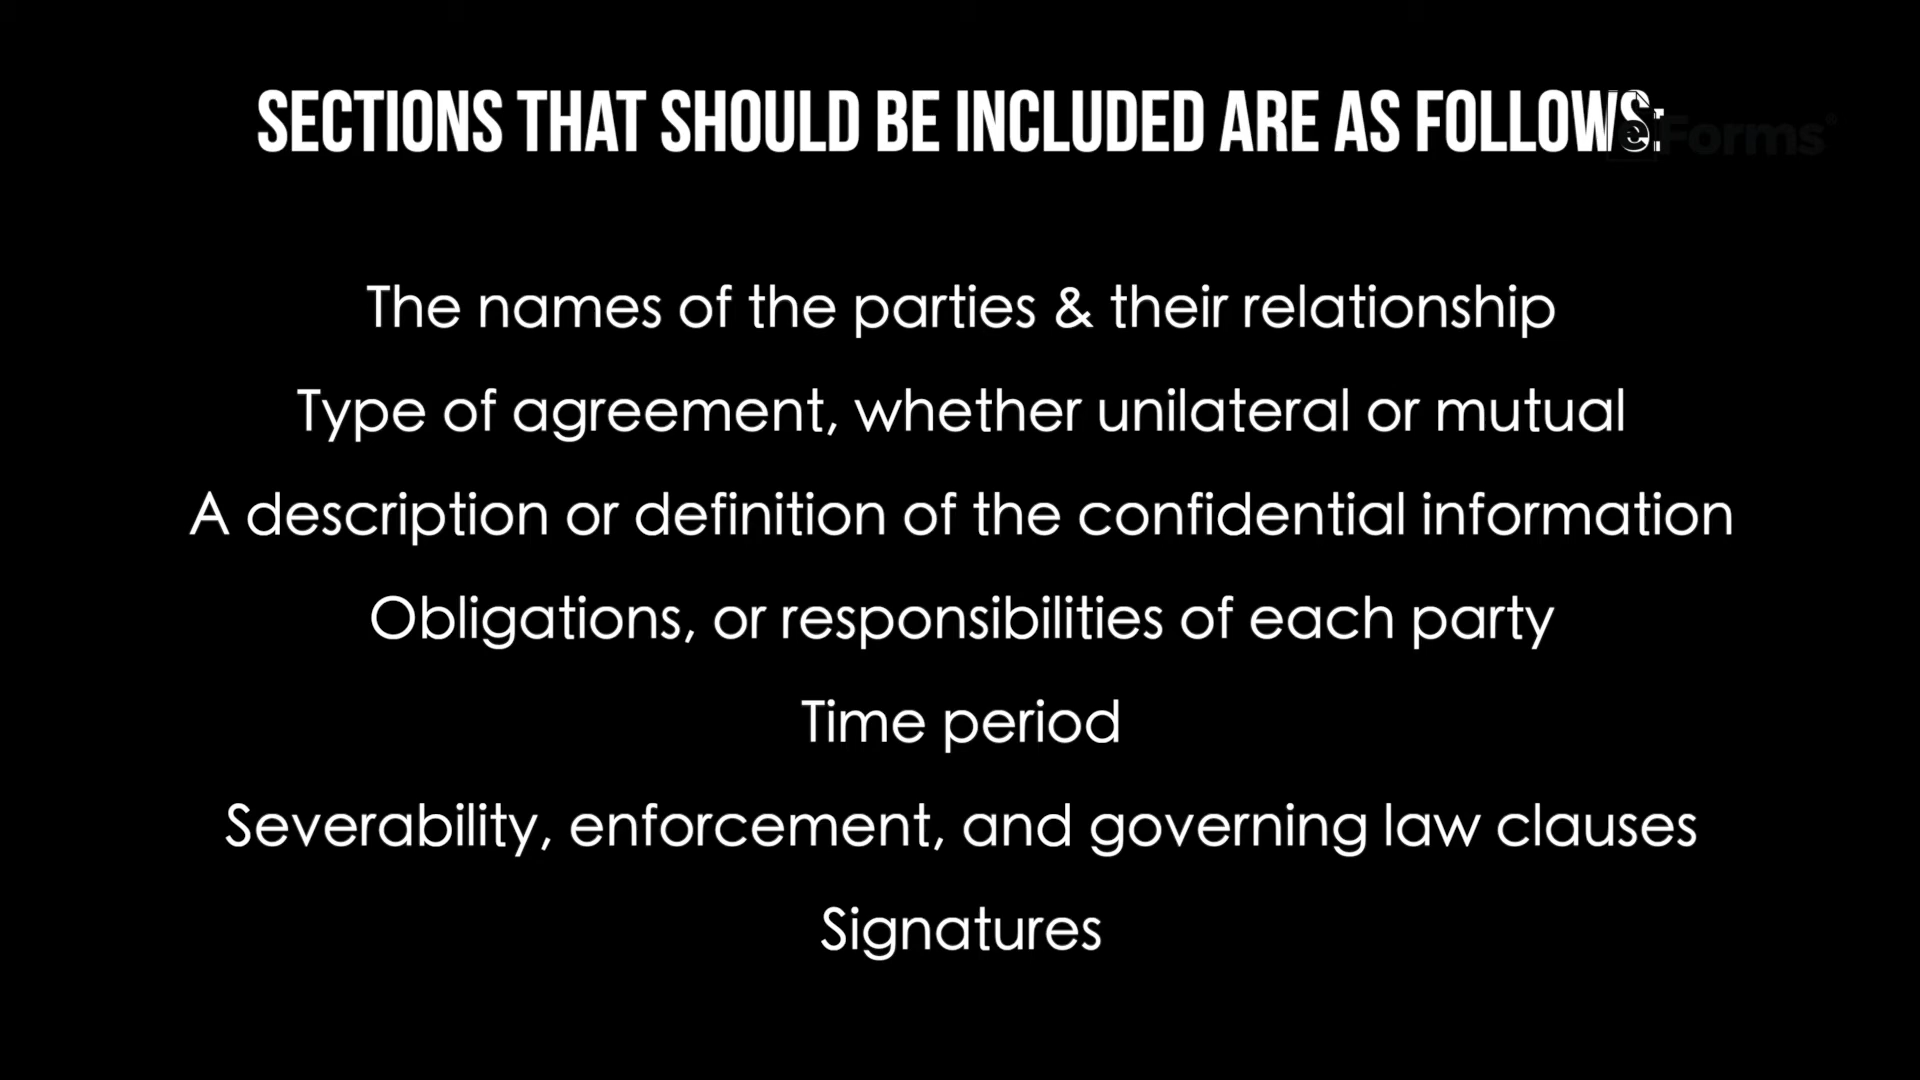 SECTIONS THAT SHOULD BE INCLUDED ARE AS FOLLOWS:
eForms®
The names of the parties & their relationship
Type of agreement, whether unilateral or mutual
A description or definition of the confidential information
Obligations, or responsibilities of each party
Time period
Severability, enforcement, and governing law clauses
Signatures